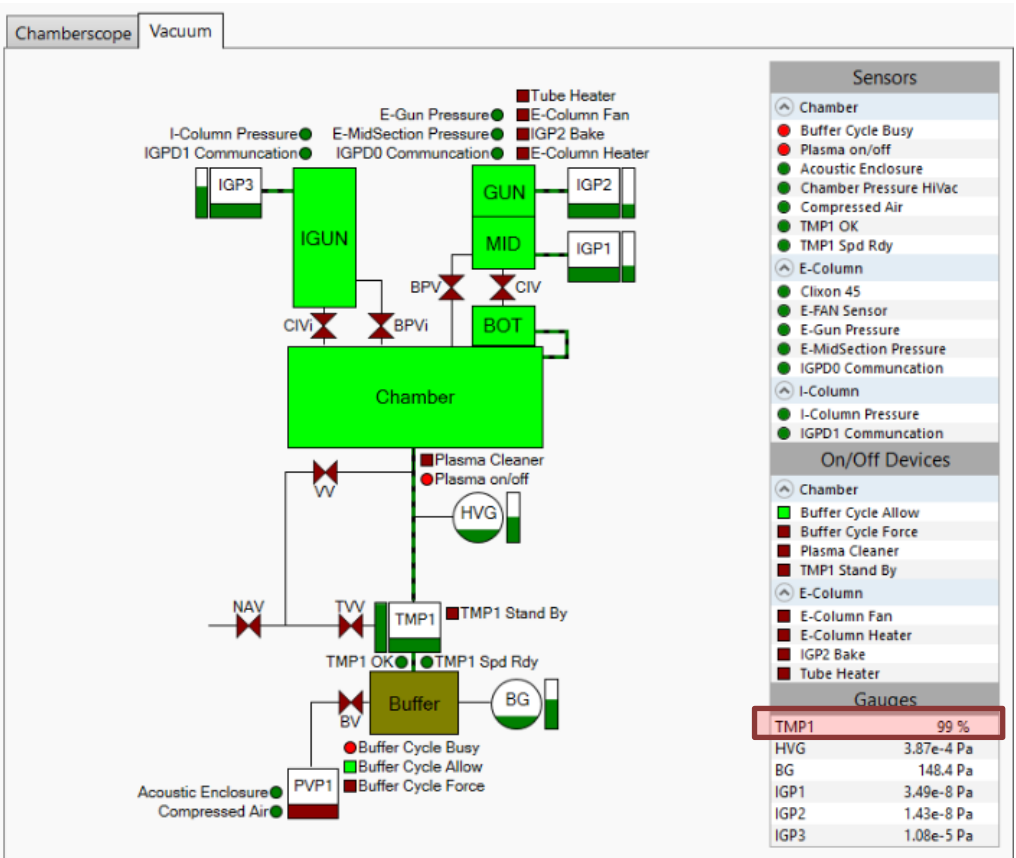 Chamberscope
Vacuum
Tube Heater
E-Gun Pressure
E-Column Fan
I-Column Pressure
E-MidSection Pressure
IGP2 Bake
IGPD1 Communcation
IGPD0 Communcation
E-Column Heater
IGP3
IGUN
GUN
IGP2
MID
IGP1
BPV
CIV
CIVi
BPVi
BOT
Chamber
Plasma Cleaner
Plasma on/off
VV
HVG
NAV
TVV
TMP1
TMP1 Stand By
TMP1 OK
TMP1 Spd Rdy
Buffer
BG
BV
Buffer Cycle Busy
Buffer Cycle Allow
Buffer Cycle Force
PVP1
Acoustic Enclosure
Compressed Air
Sensors
Chamber
Buffer Cycle Busy
Plasma on/off
Acoustic Enclosure
Chamber Pressure HiVac
Compressed Air
TMP1 OK
TMP1 Spd Rdy
E-Column
Clixon 45
E-FAN Sensor
E-Gun Pressure
E-MidSection Pressure
IGPD0 Communcation
I-Column
I-Column Pressure
IGPD1 Communcation
On/Off Devices
Chamber
Buffer Cycle Allow
Buffer Cycle Force
Plasma Cleaner
TMP1 Stand By
E-Column
E-Column Fan
E-Column Heater
IGP2 Bake
Tube Heater
Gauges
TMP1 99 %
HVG 3.87e-4 Pa
BG 148.4 Pa
IGP1 3.49e-8 Pa
IGP2 1.43e-8 Pa
IGP3 1.08e-5 Pa